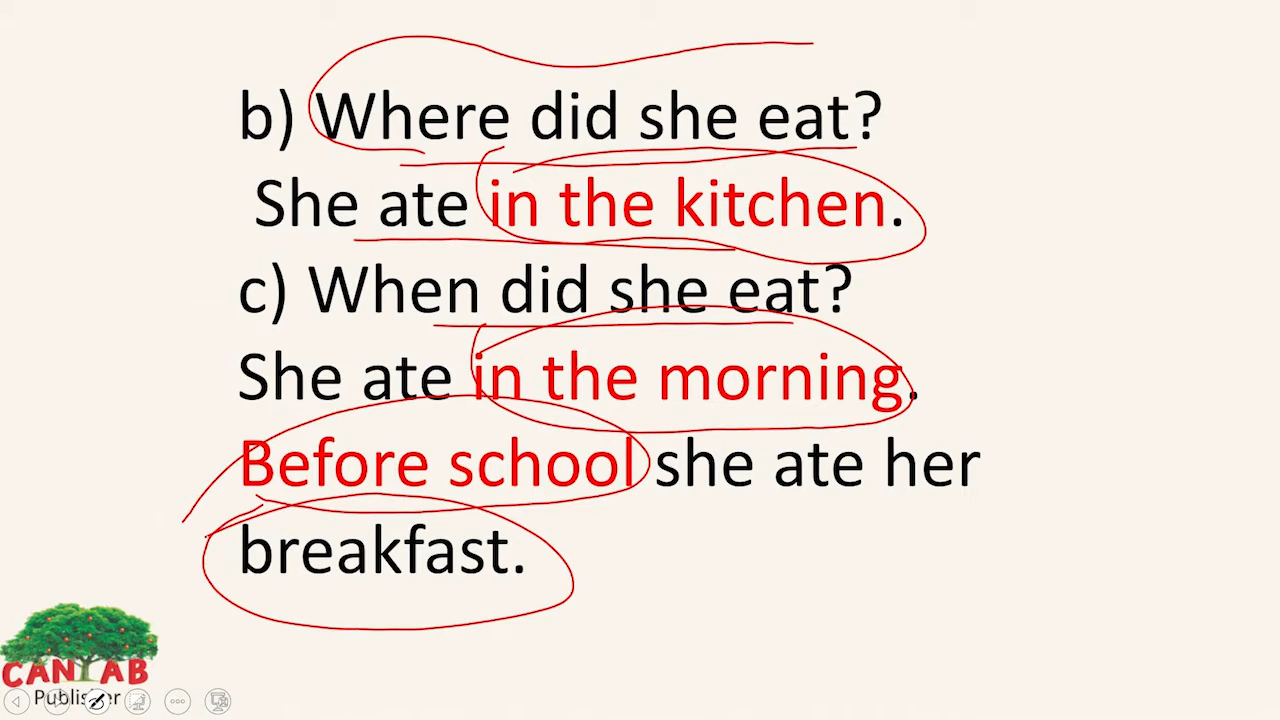 b) Where did she eat?
She ate in the kitchen.
c) When did she eat?
She ate in the morning.
Before school she ate her
breakfast.
CANTAB
Publisher